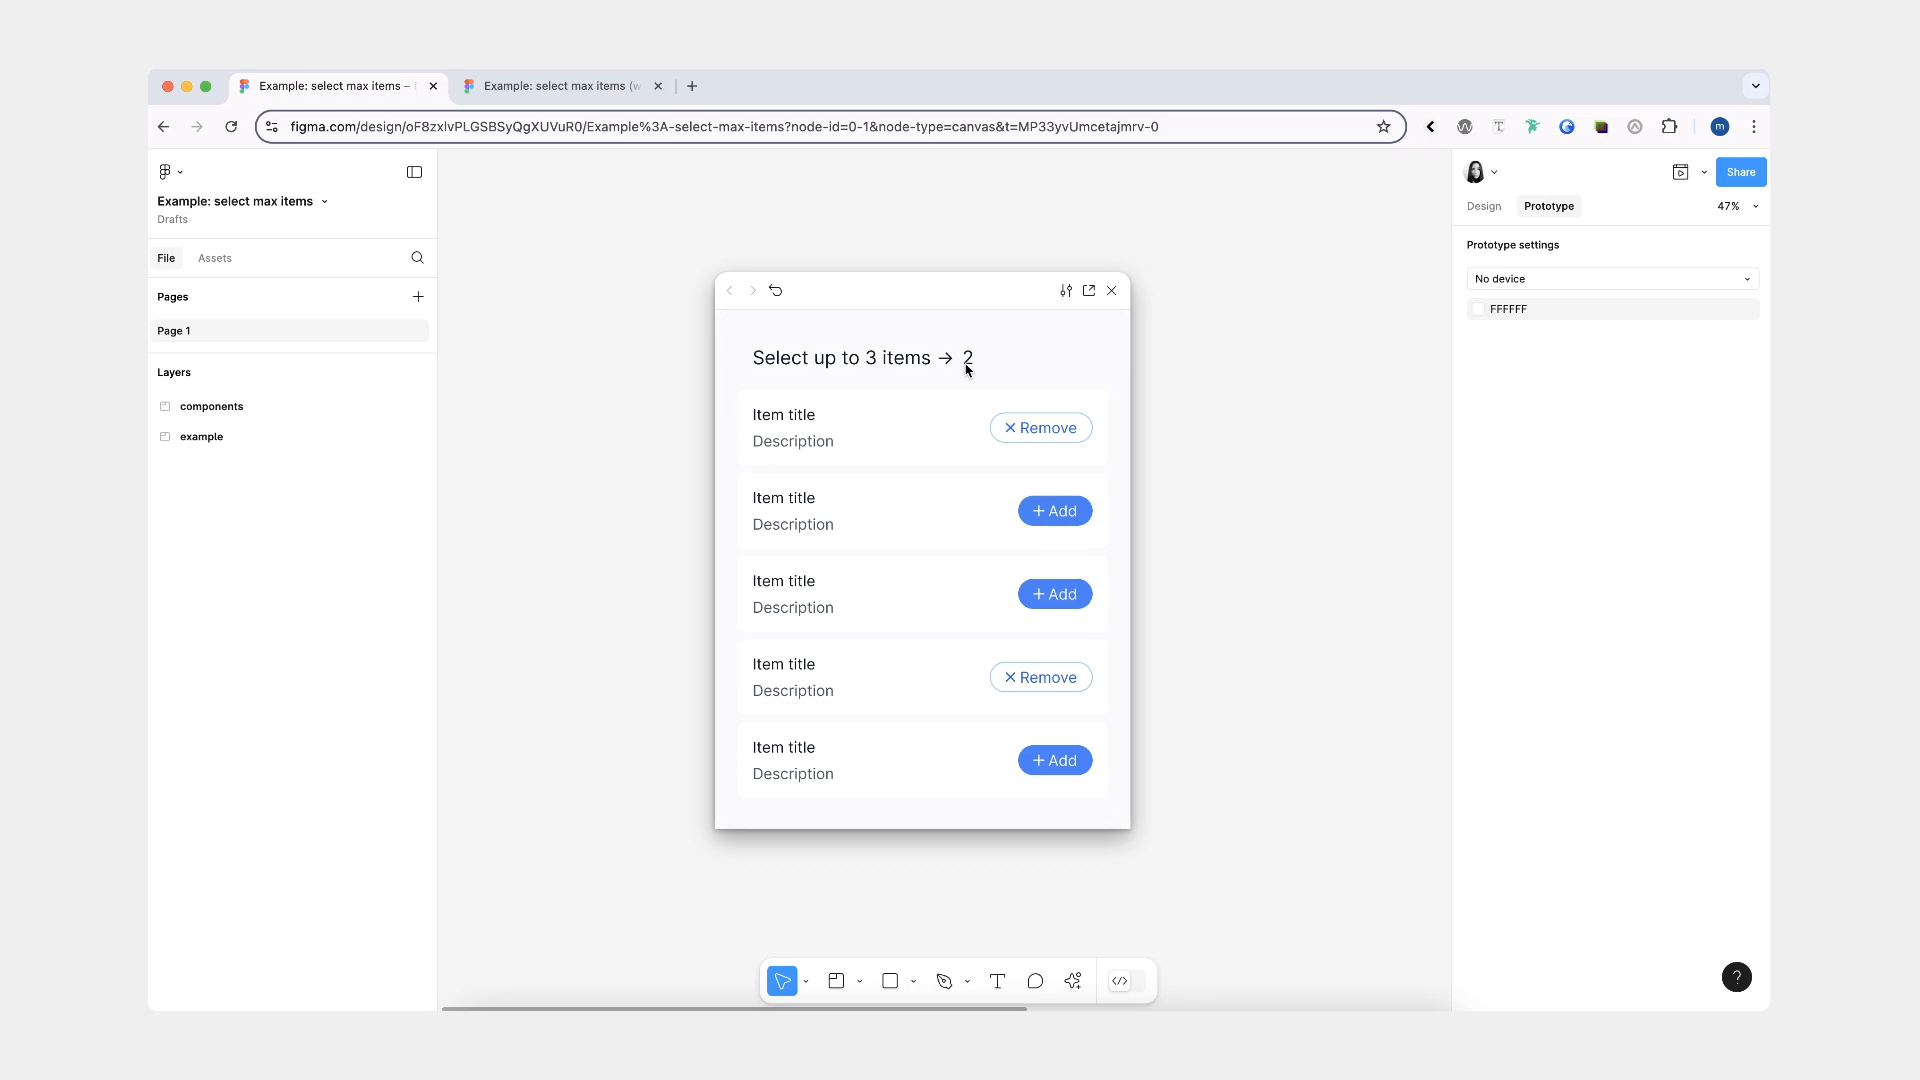 Example: select max items –
Example: select max items (w
figma.com/design/oF8zxlvPLGSBSyQgXUVuR0/Example%3A-select-max-items?node-id=0-1&node-type=canvas&t=MP33yvUmcetajmrv-0
m
Example: select max items
Drafts
File
Assets
Pages
Page 1
Layers
components
example
Select up to 3 items → 2
Item title
Description
× Remove
Item title
Description
+ Add
Item title
Description
+ Add
Item title
Description
× Remove
Item title
Description
+ Add
Share
Design
Prototype
47%
Prototype settings
No device
FFFFFF
?